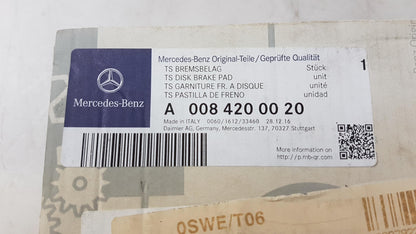 Mercedes-Benz Original-Teile/Geprüfte Qualität
TS BREMSBELAG Stück
TS DISK BRAKE PAD unit
TS GARNITURE FR. A DISQUE unité
TS PASTILLA DE FRENO unidad
1
Mercedes-Benz
A 008 420 00 20
Made in ITALY 0060/1612/33460 28.12.16
Daimler AG, Germany, Mercedesstr. 137, 70327 Stuttgart
More information on
http://p.mb-qr.com
0SWE/T06